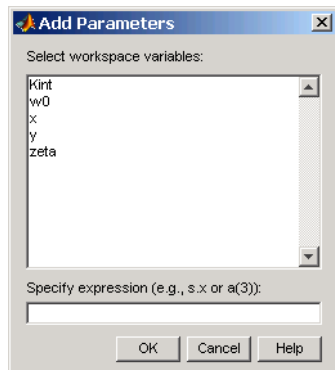 Add Parameters
Select workspace variables:
Kint
w0
x
y
zeta
Specify expression (e.g., s.x or a(3)):
OK Cancel Help